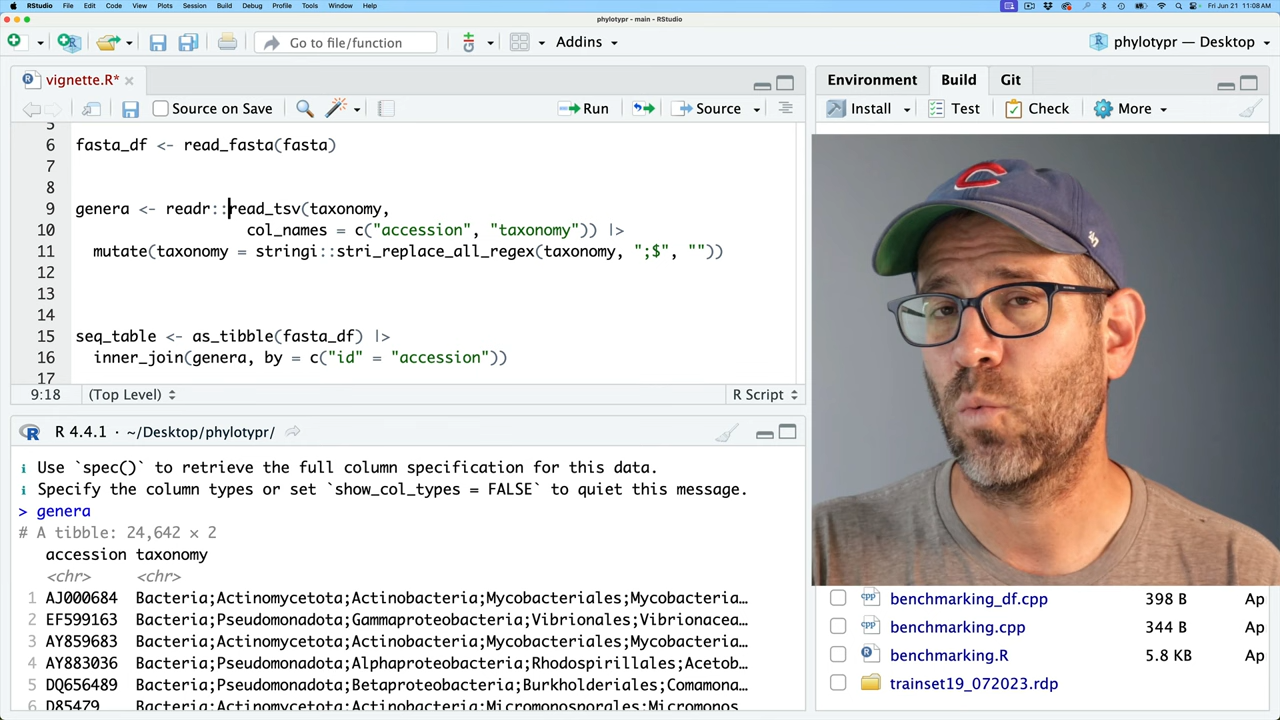 RStudio File Edit Code View Plots Session Build Debug Profile Tools Window Help Fri Jun 21 11:08 AM
phylotypr - main - RStudio
Go to file/function Addins phylotypr — Desktop
vignette.R*
Source on Save Run Source
5
6 fasta_df <- read_fasta(fasta)
7
8
9 genera <- readr::read_tsv(taxonomy,
10 col_names = c("accession", "taxonomy")) |>
11 mutate(taxonomy = stringi::stri_replace_all_regex(taxonomy, ";$", ""))
12
13
14
15 seq_table <- as_tibble(fasta_df) |>
16 inner_join(genera, by = c("id" = "accession"))
17
9:18 (Top Level) R Script
R 4.4.1 · ~/Desktop/phylotypr/
i Use `spec()` to retrieve the full column specification for this data.
i Specify the column types or set `show_col_types = FALSE` to quiet this message.
> genera
# A tibble: 24,642 × 2
accession taxonomy
<chr> <chr>
1 AJ000684 Bacteria;Actinomycetota;Actinobacteria;Mycobacteriales;Mycobacteria…
2 EF599163 Bacteria;Pseudomonadota;Gammaproteobacteria;Vibrionales;Vibrionacea…
3 AY859683 Bacteria;Actinomycetota;Actinobacteria;Mycobacteriales;Mycobacteria…
4 AY883036 Bacteria;Pseudomonadota;Alphaproteobacteria;Rhodospirillales;Acetob…
5 DQ656489 Bacteria;Pseudomonadota;Betaproteobacteria;Burkholderiales;Comamona…
6 D85479 Bacteria;Actinomycetota;Actinobacteria;Micromonosporales;Micromonos
Environment Build Git
Install Test Check More
C
benchmarking_df.cpp 398 B Ap
benchmarking.cpp 344 B Ap
benchmarking.R 5.8 KB Ap
trainset19_072023.rdp